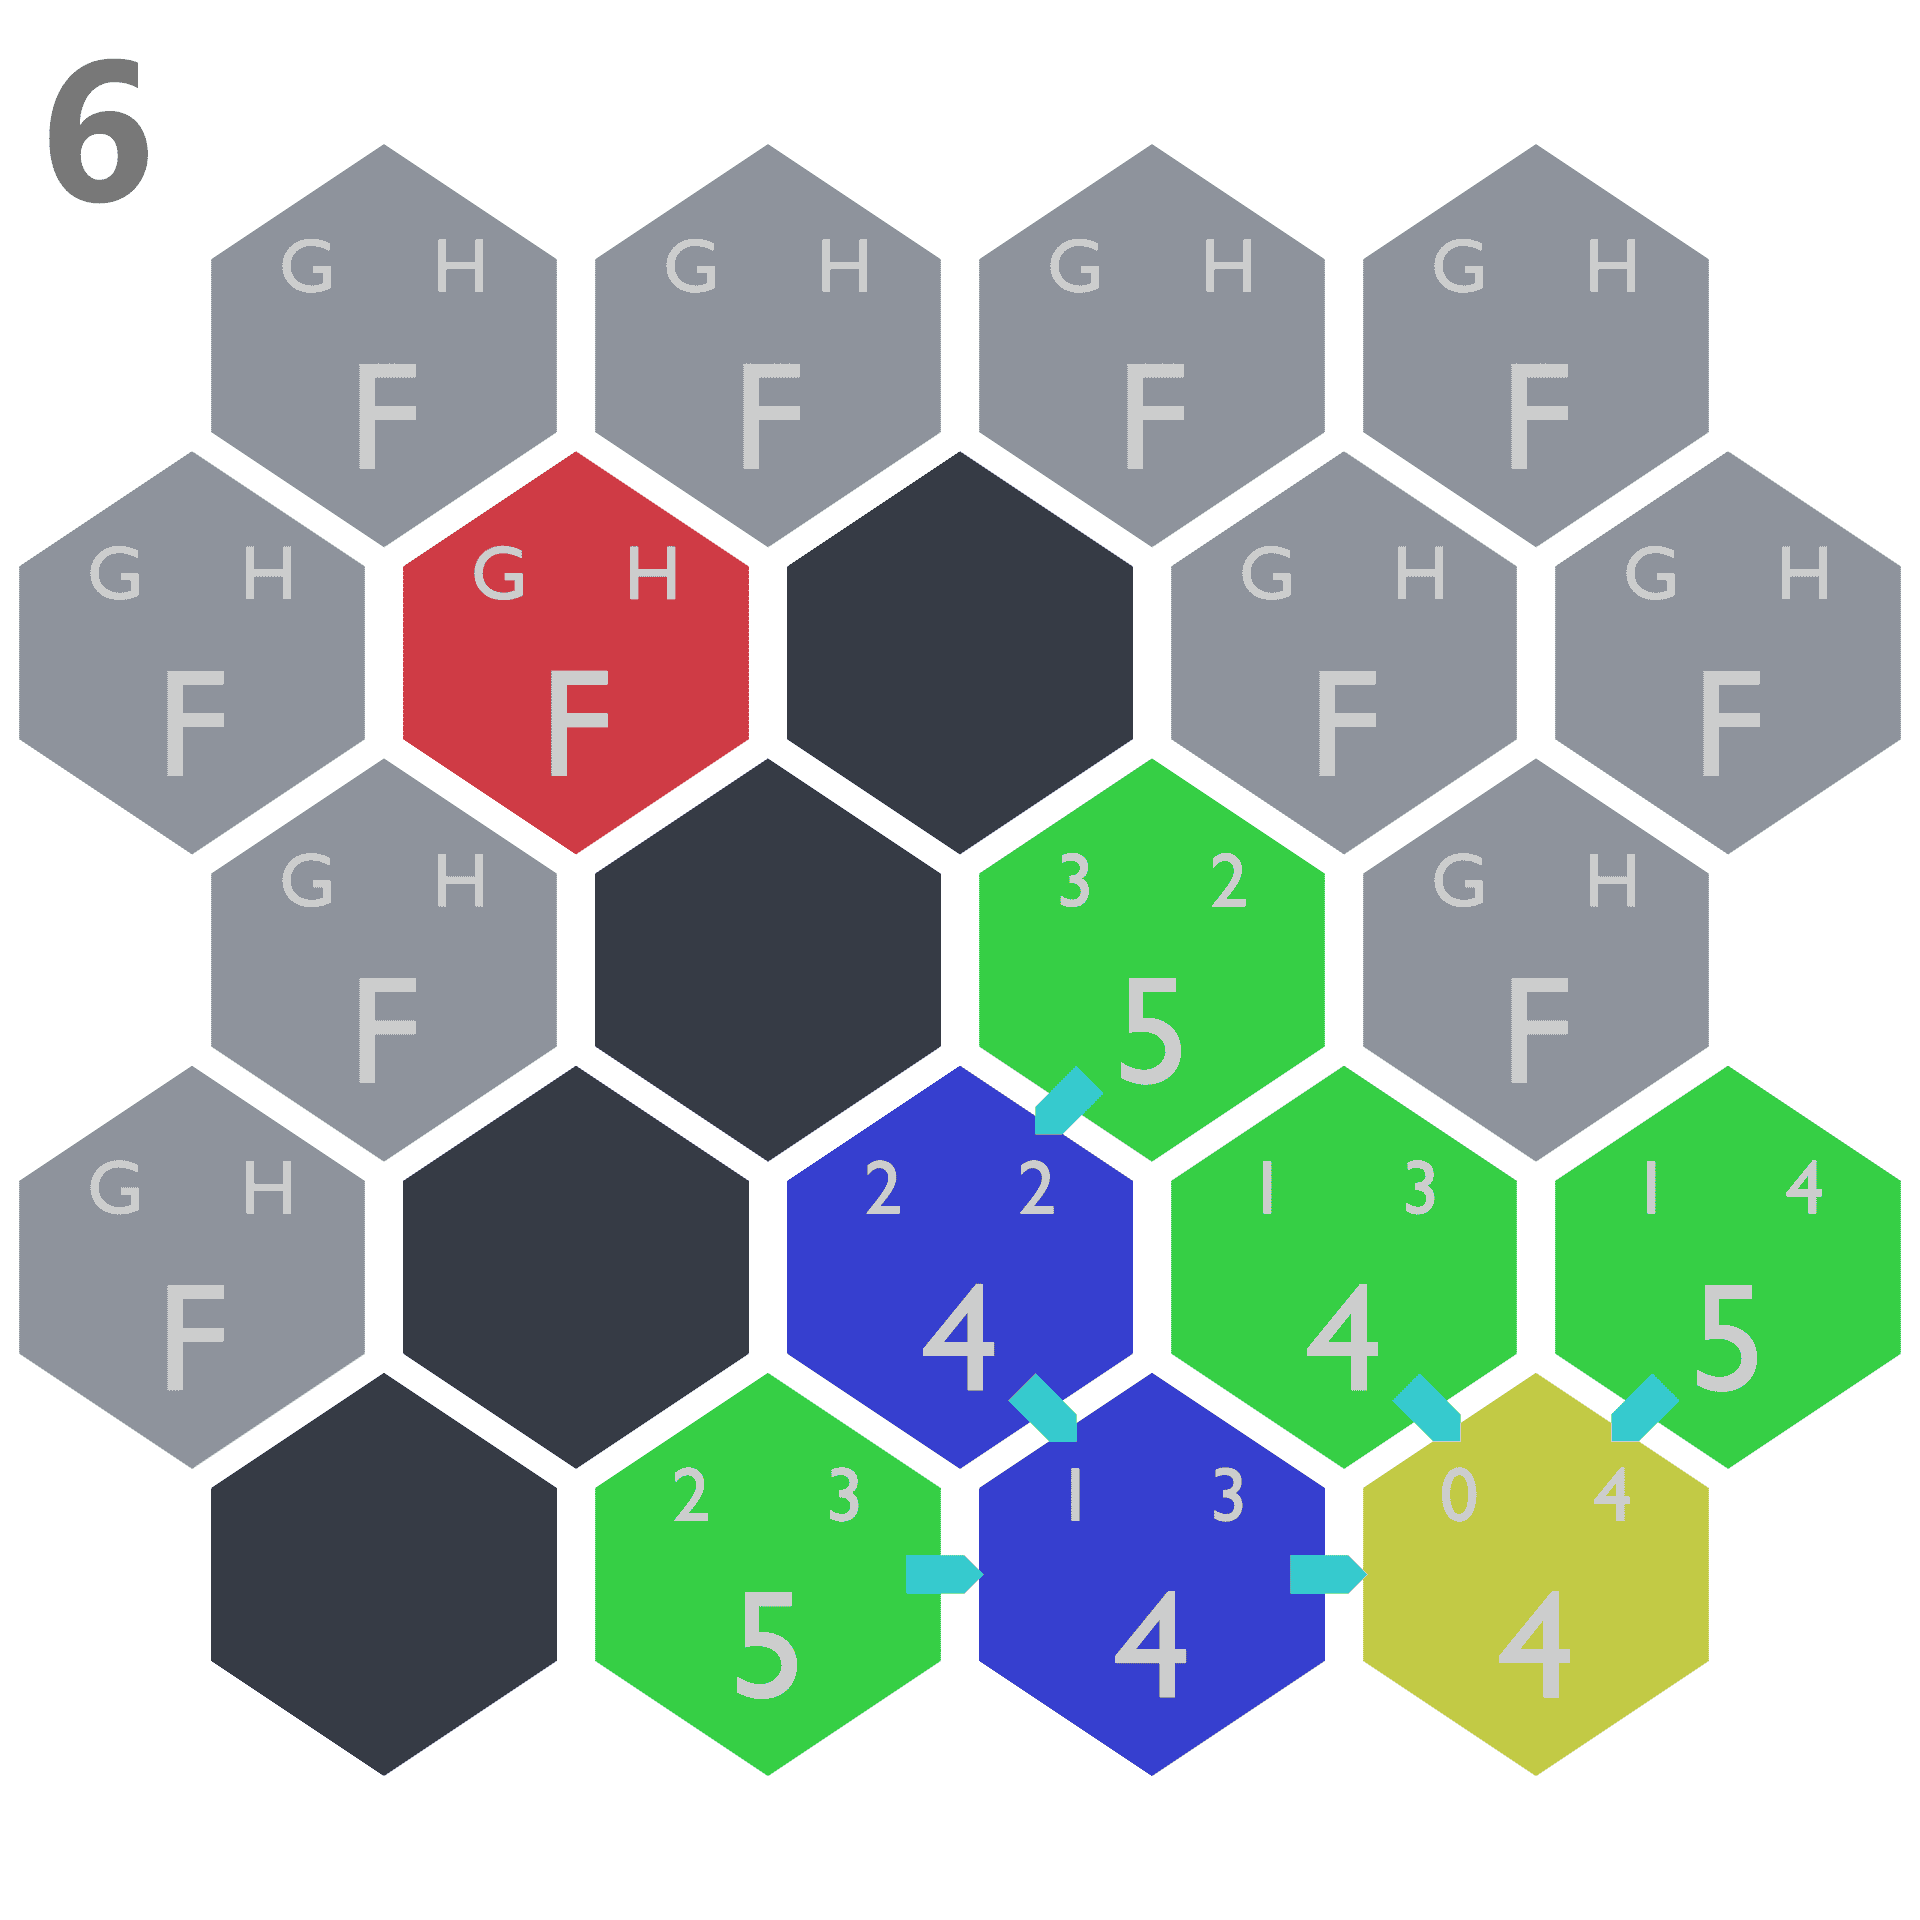 6
G H G H G H G H
F F F F
G H G H G H G H
F F F F
G H 3 2 G H
F 5 F
G H 2 2 1 3 1 4
F 4 4 5
2 3 1 3 0 4
5 4 4